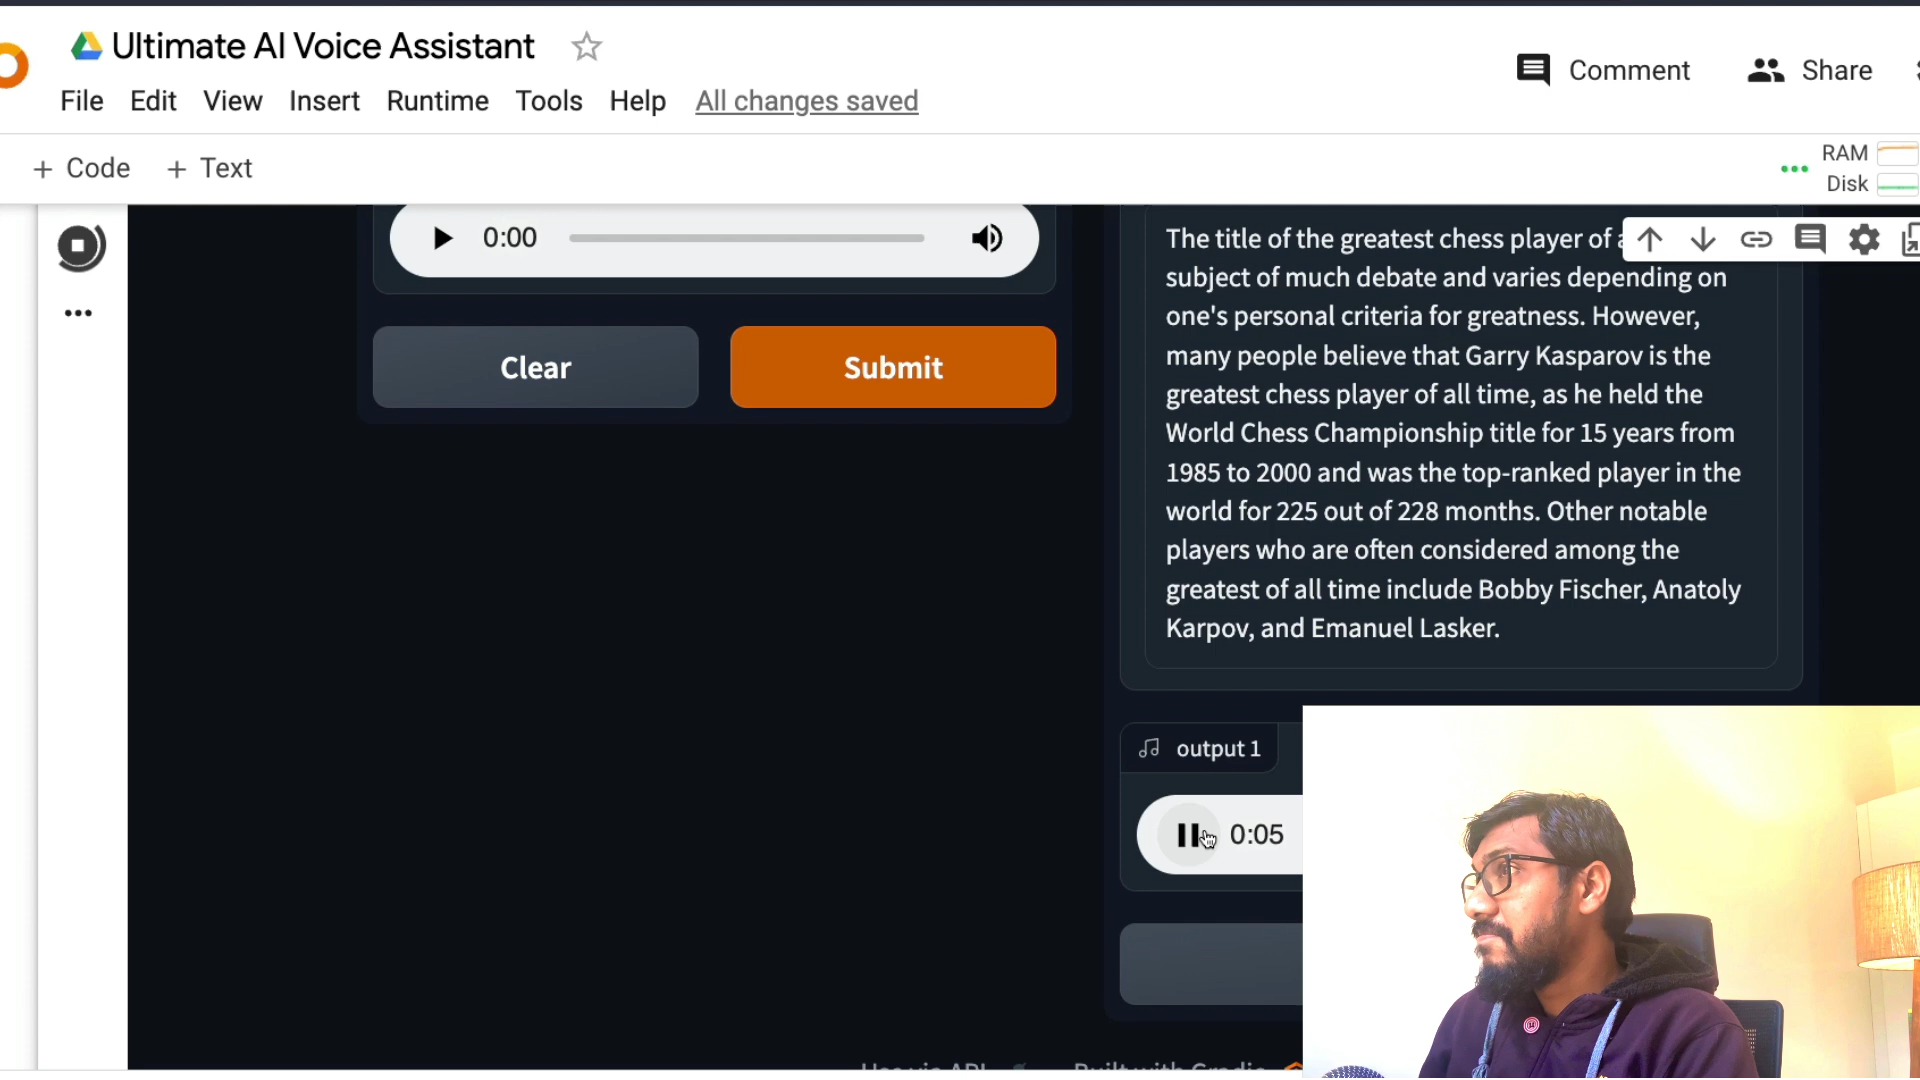 Ultimate AI Voice Assistant
File Edit View Insert Runtime Tools Help All changes saved
Comment Share
+ Code + Text
RAM
Disk
0:00
Clear Submit
The title of the greatest chess player of
subject of much debate and varies depending on
one's personal criteria for greatness. However,
many people believe that Garry Kasparov is the
greatest chess player of all time, as he held the
World Chess Championship title for 15 years from
1985 to 2000 and was the top-ranked player in the
world for 225 out of 228 months. Other notable
players who are often considered among the
greatest of all time include Bobby Fischer, Anatoly
Karpov, and Emanuel Lasker.
output 1
0:05
Use via API Built with Gradio